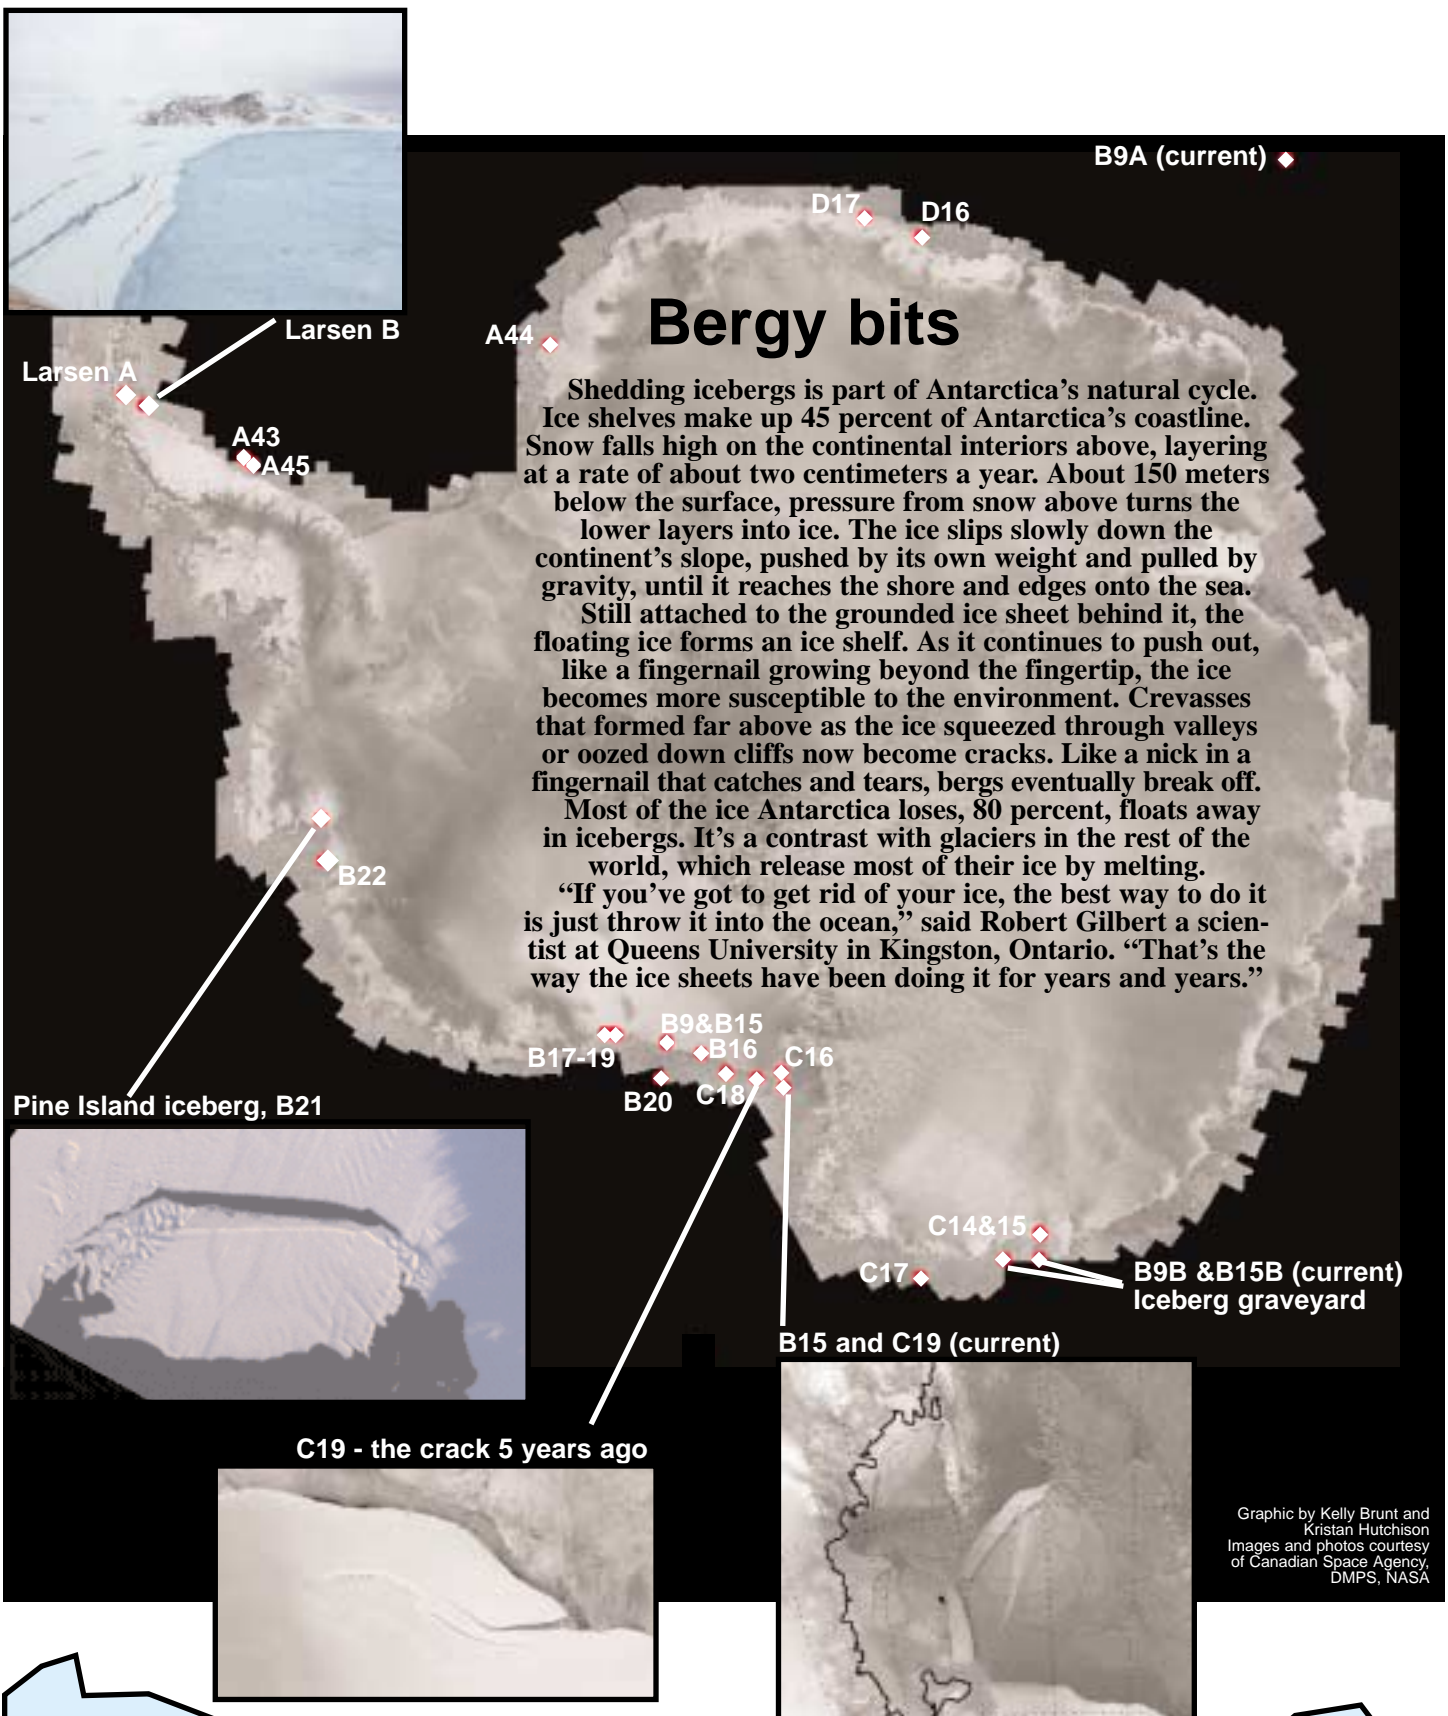 B9A (current)
D17
D16
Larsen B
A44
Larsen A
A43
A45
Bergy bits
Shedding icebergs is part of Antarctica’s natural cycle.
Ice shelves make up 45 percent of Antarctica’s coastline.
Snow falls high on the continental interiors above, layering
at a rate of about two centimeters a year. About 150 meters
below the surface, pressure from snow above turns the
lower layers into ice. The ice slips slowly down the
continent’s slope, pushed by its own weight and pulled by
gravity, until it reaches the shore and edges onto the sea.
Still attached to the grounded ice sheet behind it, the
floating ice forms an ice shelf. As it continues to push out,
like a fingernail growing beyond the fingertip, the ice
becomes more susceptible to the environment. Crevasses
that formed far above as the ice squeezed through valleys
or oozed down cliffs now become cracks. Like a nick in a
fingernail that catches and tears, bergs eventually break off.
Most of the ice Antarctica loses, 80 percent, floats away
in icebergs. It’s a contrast with glaciers in the rest of the
world, which release most of their ice by melting.
“If you’ve got to get rid of your ice, the best way to do it
is just throw it into the ocean,” said Robert Gilbert a scien-
tist at Queens University in Kingston, Ontario. “That’s the
way the ice sheets have been doing it for years and years.”
B22
B9&B15
B17-19
B16
C16
B20
C18
Pine Island iceberg, B21
C14&15
C17
B9B &B15B (current)
Iceberg graveyard
B15 and C19 (current)
C19 - the crack 5 years ago
Graphic by Kelly Brunt and
Kristan Hutchison
Images and photos courtesy
of Canadian Space Agency,
DMPS, NASA